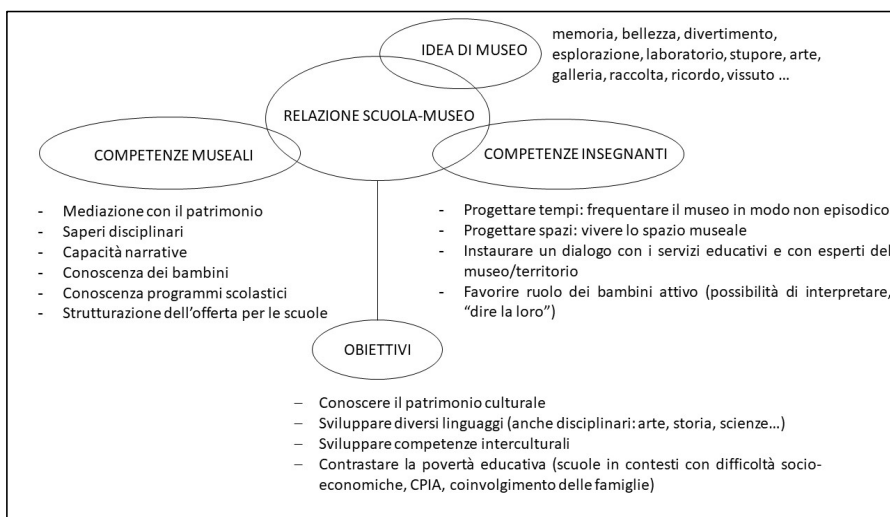 IDEA DI MUSEO
memoria, bellezza, divertimento,
esplorazione, laboratorio, stupore, arte,
galleria, raccolta, ricordo, vissuto ...
RELAZIONE SCUOLA-MUSEO
COMPETENZE MUSEALI
- Mediazione con il patrimonio
- Saperi disciplinari
- Capacità narrative
- Conoscenza dei bambini
- Conoscenza programmi scolastici
- Strutturazione dell'offerta per le scuole
COMPETENZE INSEGNANTI
- Progettare tempi: frequentare il museo in modo non episodico
- Progettare spazi: vivere lo spazio museale
- Instaurare un dialogo con i servizi educativi e con esperti del
museo/territorio
- Favorire ruolo dei bambini attivo (possibilità di interpretare,
"dire la loro")
OBIETTIVI
– Conoscere il patrimonio culturale
– Sviluppare diversi linguaggi (anche disciplinari: arte, storia, scienze…)
– Sviluppare competenze interculturali
– Contrastare la povertà educativa (scuole in contesti con difficoltà socio-
economiche, CPIA, coinvolgimento delle famiglie)